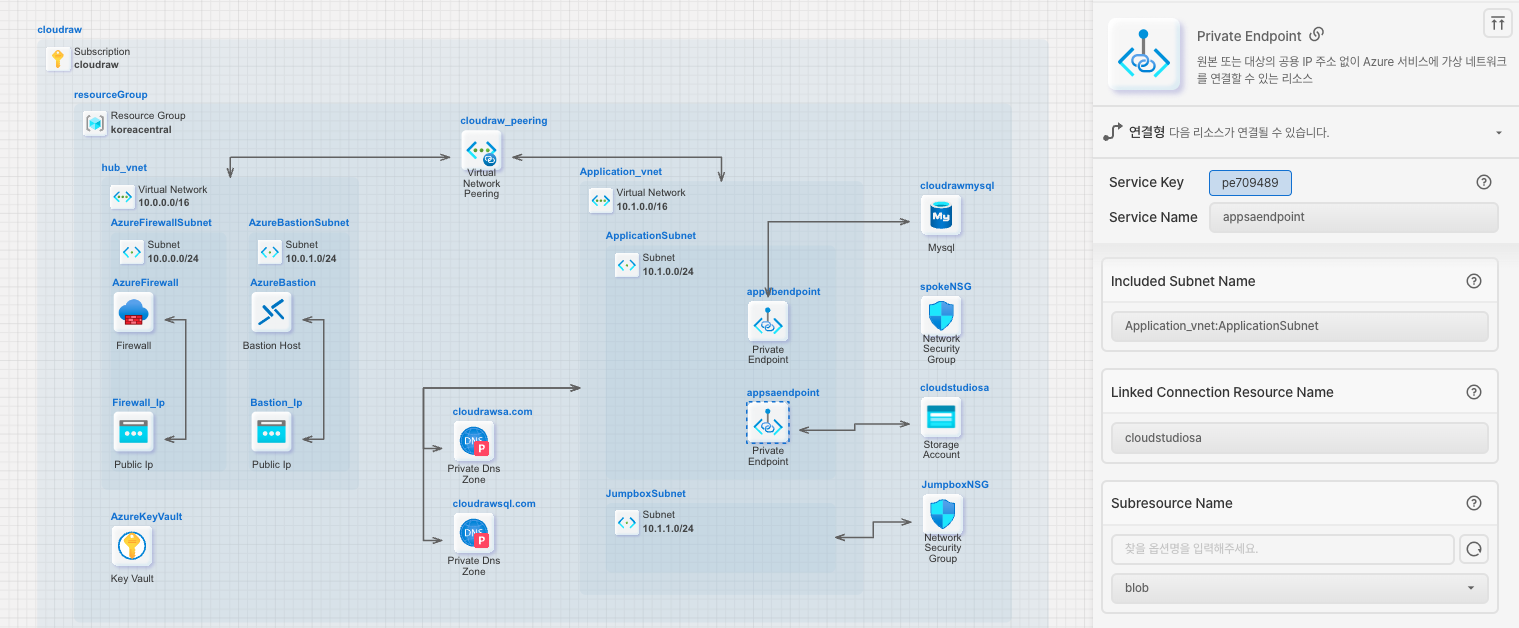 cloudraw
Subscription
cloudraw
resourceGroup
Resource Group
koreacentral
cloudraw_peering
Virtual
Network
Peering
hub_vnet
Virtual Network
10.0.0.0/16
AzureFirewallSubnet
Subnet
10.0.0.0/24
AzureFirewall
Firewall
Firewall_Ip
Public Ip
AzureBastionSubnet
Subnet
10.0.1.0/24
AzureBastion
Bastion Host
Bastion_Ip
Public Ip
AzureKeyVault
Key Vault
cloudrawsa.com
DNS
P
Private Dns
Zone
cloudrawsql.com
DNS
P
Private Dns
Zone
Application_vnet
Virtual Network
10.1.0.0/16
ApplicationSubnet
Subnet
10.1.0.0/24
Private
Endpoint
appsaendpoint
Private
Endpoint
JumpboxSubnet
Subnet
10.1.1.0/24
cloudrawmysql
My
Mysql
spokeNSG
Network
Security
Group
cloudstudiosa
Storage
Account
JumpboxNSG
Network
Security
Group
Private Endpoint
원본 또는 대상의 공용 IP 주소 없이 Azure 서비스에 가상 네트워크
를 연결할 수 있는 리소스
연결형 다음 리소스가 연결될 수 있습니다.
Service Key
pe709489
Service Name
appsaendpoint
Included Subnet Name
Application_vnet:ApplicationSubnet
Linked Connection Resource Name
cloudstudiosa
Subresource Name
찾을 옵션명을 입력해주세요.
blob